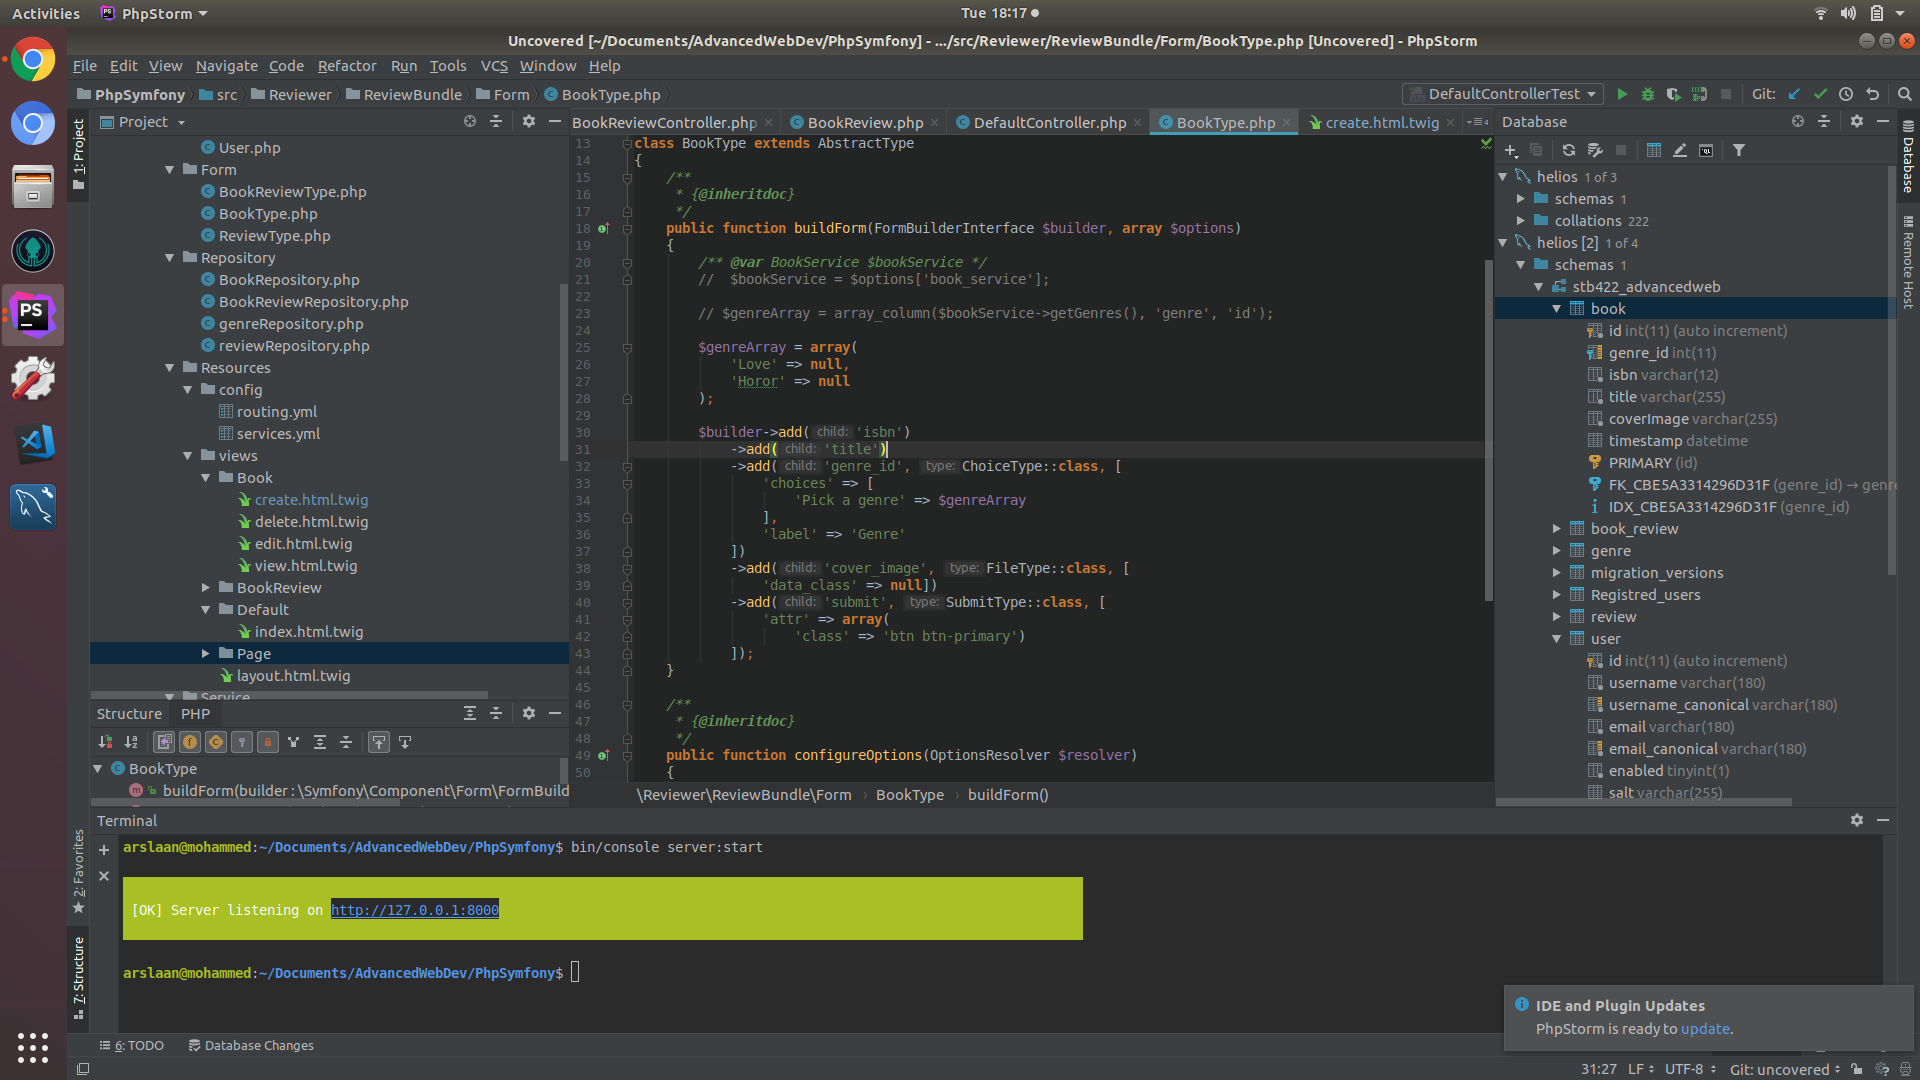 Activities PhpStorm Tue 18:17
Uncovered [~/Documents/AdvancedWebDev/PhpSymfony] - .../src/Reviewer/ReviewBundle/Form/BookType.php [Uncovered] - PhpStorm
File Edit View Navigate Code Refactor Run Tools VCS Window Help
PhpSymfony src Reviewer ReviewBundle Form BookType.php DefaultControllerTest Git:
1: Project
Project
User.php
Form
BookReviewType.php
BookType.php
ReviewType.php
Repository
BookRepository.php
BookReviewRepository.php
genreRepository.php
reviewRepository.php
Resources
config
routing.yml
services.yml
views
Book
create.html.twig
delete.html.twig
edit.html.twig
view.html.twig
BookReview
Default
index.html.twig
Page
layout.html.twig
Service
Structure PHP
BookType
buildForm(builder : \Symfony\Component\Form\FormBuild
BookReviewController.php BookReview.php DefaultController.php BookType.php create.html.twig 4
13 class BookType extends AbstractType
14 {
15 /**
16 * {@inheritdoc}
17 */
18 public function buildForm(FormBuilderInterface $builder, array $options)
19 {
20 /** @var BookService $bookService */
21 // $bookService = $options['book_service'];
22
23 // $genreArray = array_column($bookService->getGenres(), 'genre', 'id');
24
25 $genreArray = array(
26 'Love' => null,
27 'Horor' => null
28 );
29
30 $builder->add( child: 'isbn')
31 ->add( child: 'title')
32 ->add( child: 'genre_id', type: ChoiceType::class, [
33 'choices' => [
34 'Pick a genre' => $genreArray
35 ],
36 'label' => 'Genre'
37 ])
38 ->add( child: 'cover_image', type: FileType::class, [
39 'data_class' => null])
40 ->add( child: 'submit', type: SubmitType::class, [
41 'attr' => array(
42 'class' => 'btn btn-primary')
43 ]);
44 }
45
46 /**
47 * {@inheritdoc}
48 */
49 public function configureOptions(OptionsResolver $resolver)
50 {
\Reviewer\ReviewBundle\Form › BookType › buildForm()
Database
helios 1 of 3
schemas 1
collations 222
helios [2] 1 of 4
schemas 1
stb422_advancedweb
book
id int(11) (auto increment)
genre_id int(11)
isbn varchar(12)
title varchar(255)
coverImage varchar(255)
timestamp datetime
PRIMARY (id)
FK_CBE5A3314296D31F (genre_id) → genre
IDX_CBE5A3314296D31F (genre_id)
book_review
genre
migration_versions
Registred_users
review
user
id int(11) (auto increment)
username varchar(180)
username_canonical varchar(180)
email varchar(180)
email_canonical varchar(180)
enabled tinyint(1)
salt varchar(255)
Database
Remote Host
2: Favorites
7: Structure
Terminal
arslaan@mohammed:~/Documents/AdvancedWebDev/PhpSymfony$ bin/console server:start
[OK] Server listening on http://127.0.0.1:8000
arslaan@mohammed:~/Documents/AdvancedWebDev/PhpSymfony$
IDE and Plugin Updates
PhpStorm is ready to update.
6: TODO Database Changes
31:27 LF UTF-8 Git: uncovered